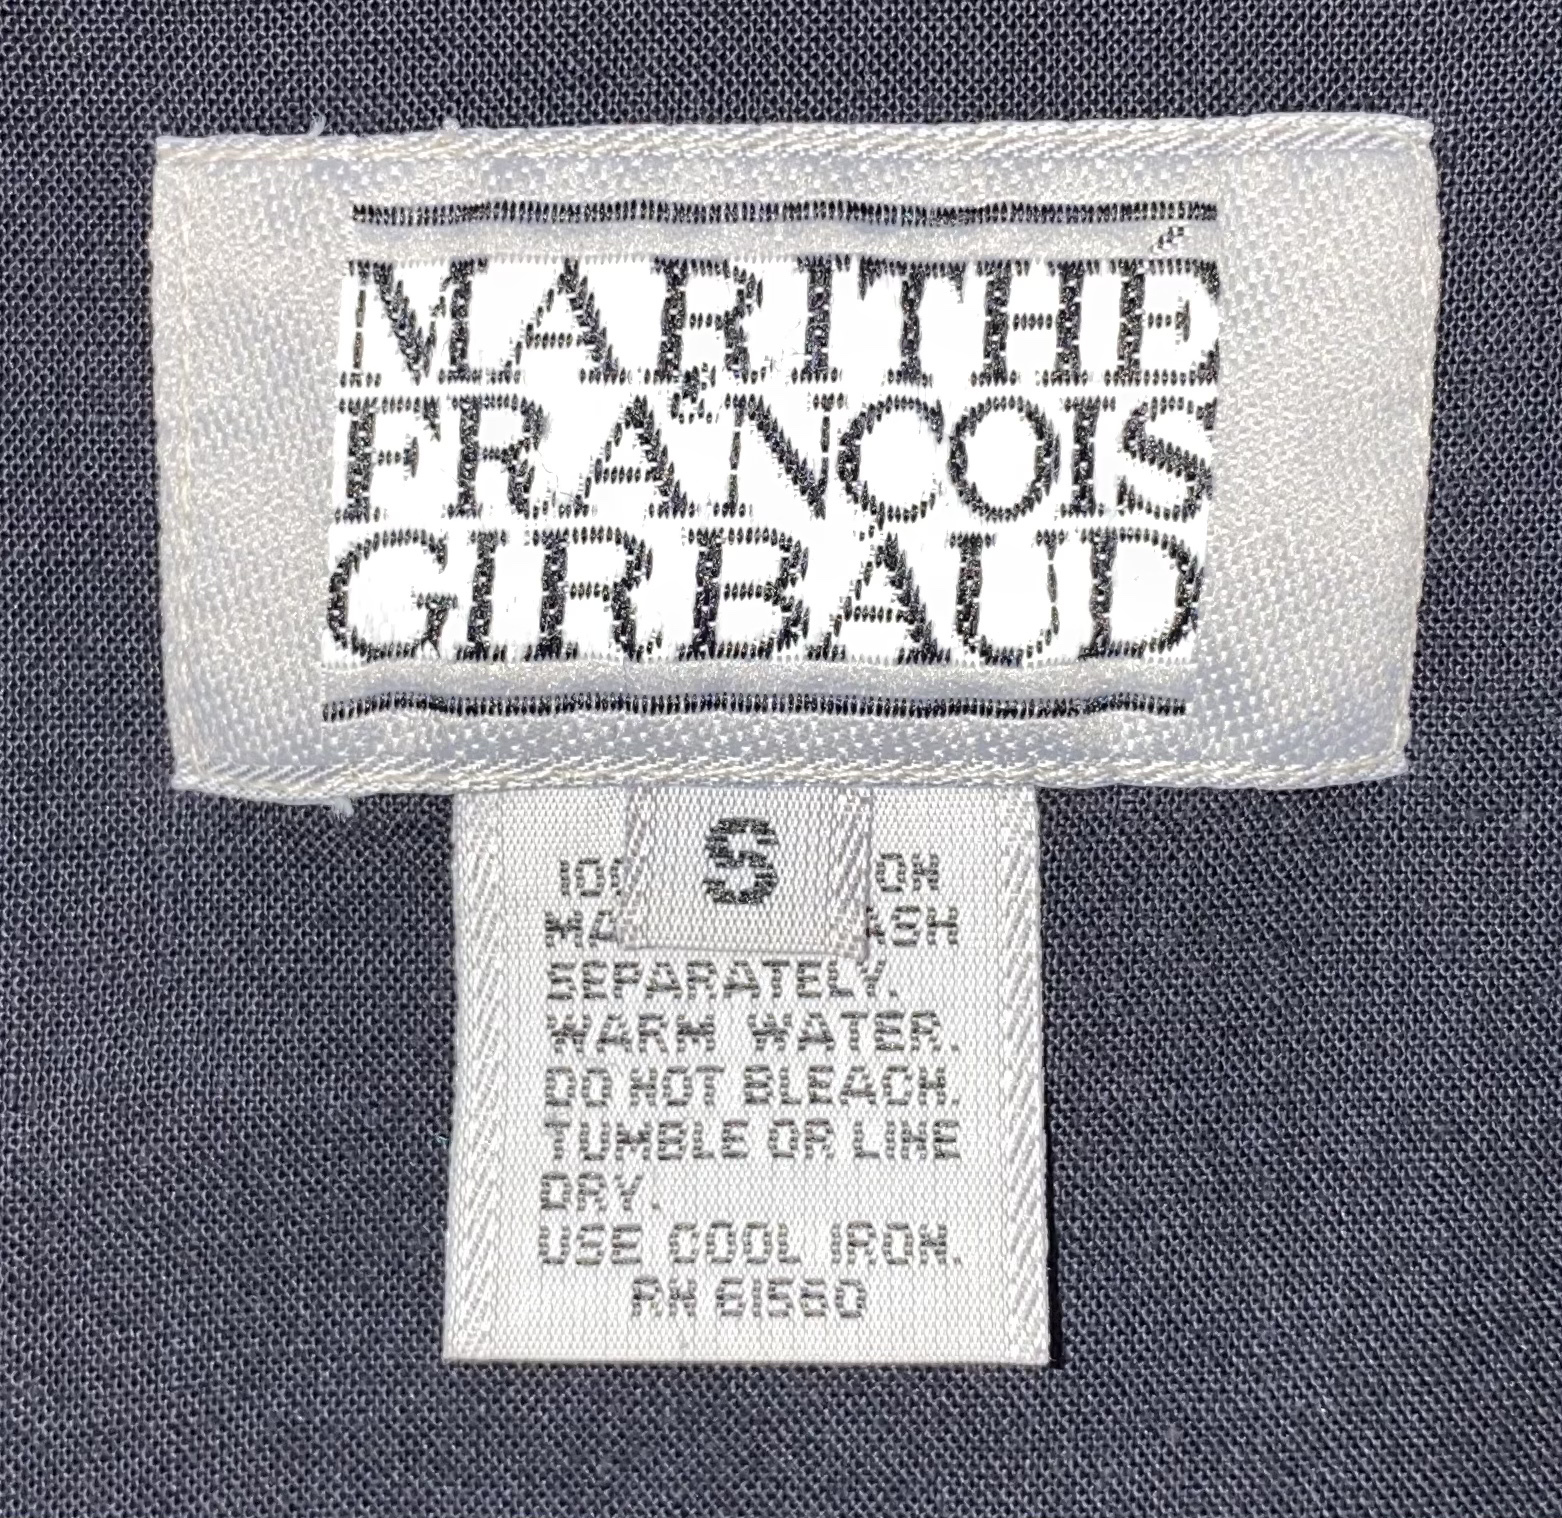 MARITHÉ
&
FRANÇOIS
GIRBAUD
S
SEPARATELY.
WARM WATER.
DO NOT BLEACH.
TUMBLE OR LINE
DRY.
USE COOL IRON.
RN 61560